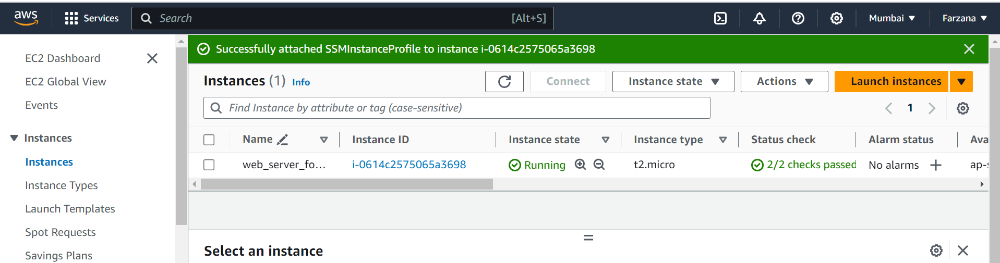 aws Services Search [Alt+S] Mumbai Farzana
EC2 Dashboard
EC2 Global View
Events
Instances
Instances
Instance Types
Launch Templates
Spot Requests
Savings Plans
Successfully attached SSMInstanceProfile to instance i-0614c2575065a3698
Instances (1) Info Connect Instance state Actions Launch instances
Find Instance by attribute or tag (case-sensitive) 1
Name Instance ID Instance state Instance type Status check Alarm status Ava
web_server_fo... i-0614c2575065a3698 Running t2.micro 2/2 checks passed No alarms ap-s
Select an instance